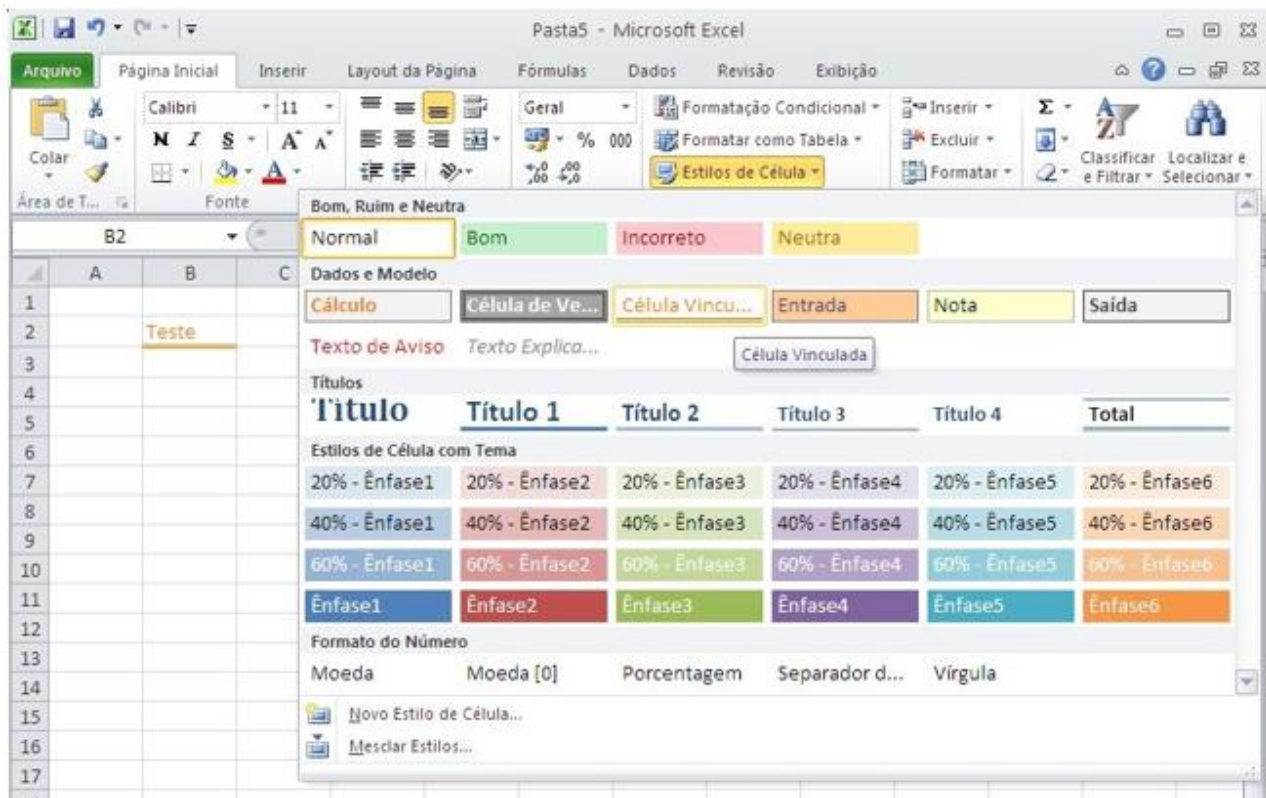 Pasta5 - Microsoft Excel
Arquivo Página Inicial Inserir Layout da Página Fórmulas Dados Revisão Exibição
Calibri 11 Geral Formatação Condicional Inserir Σ
N I S A A % 000 Formatar como Tabela Excluir
Colar A ,00 Estilos de Célula Formatar
Classificar e Filtrar
Localizar e Selecionar
Área de T... Fonte
B2
Bom, Ruim e Neutra
Normal Bom Incorreto Neutra
A B C
Dados e Modelo
1 Cálculo Célula de Ve... Célula Vincu... Entrada Nota Saída
2 Teste Texto de Aviso Texto Explica... Célula Vinculada
3
Títulos
4 Título Título 1 Título 2 Título 3 Título 4 Total
5
6 Estilos de Célula com Tema
7 20% - Ênfase1 20% - Ênfase2 20% - Ênfase3 20% - Ênfase4 20% - Ênfase5 20% - Ênfase6
8 40% - Ênfase1 40% - Ênfase2 40% - Ênfase3 40% - Ênfase4 40% - Ênfase5 40% - Ênfase6
9
10 60% - Ênfase1 60% - Ênfase2 60% - Ênfase3 60% - Ênfase4 60% - Ênfase5 60% - Ênfase6
11 Ênfase1 Ênfase2 Ênfase3 Ênfase4 Ênfase5 Ênfase6
12 Formato do Número
13 Moeda Moeda [0] Porcentagem Separador d... Vírgula
14
15 Novo Estilo de Célula...
16 Mesclar Estilos...
17